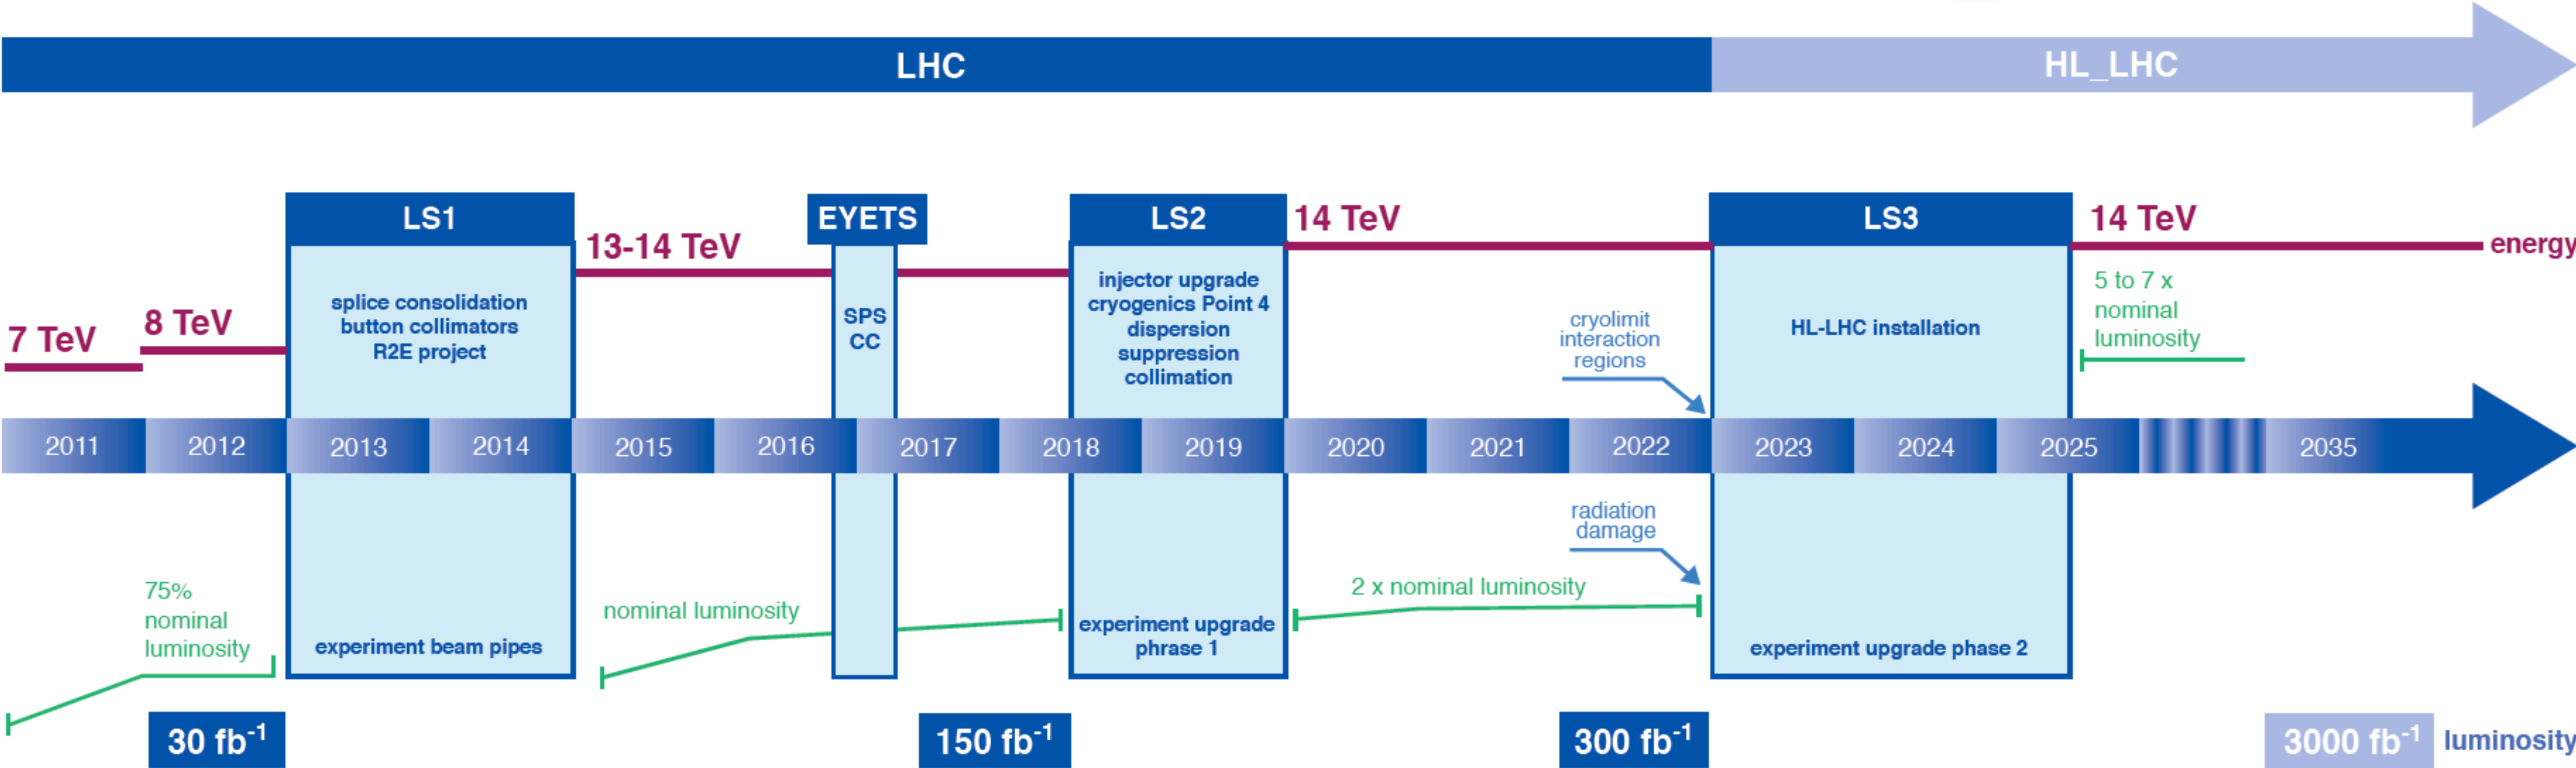 LHC
HL_LHC
LS1
EYETS
LS2
14 TeV
LS3
14 TeV
energy
13-14 TeV
7 TeV
8 TeV
splice consolidation
button collimators
R2E project
SPS
CC
injector upgrade
cryogenics Point 4
dispersion
suppression
collimation
cryolimit
interaction
regions
HL-LHC installation
5 to 7 x
nominal
luminosity
2011
2012
2013
2014
2015
2016
2017
2018
2019
2020
2021
2022
2023
2024
2025
2035
radiation
damage
75%
nominal
luminosity
experiment beam pipes
nominal luminosity
experiment upgrade
phrase 1
2 x nominal luminosity
experiment upgrade phase 2
30 fb⁻¹
150 fb⁻¹
300 fb⁻¹
3000 fb⁻¹
luminosity